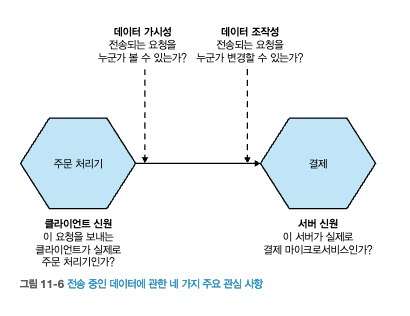 데이터 가시성
전송되는 요청을
누군가 볼 수 있는가?
데이터 조작성
전송되는 요청을
누군가 변경할 수 있는가?
주문 처리기
결제
클라이언트 신원
이 요청을 보내는
클라이언트가 실제로
주문 처리기인가?
서버 신원
이 서버가 실제로
결제 마이크로서비스인가?
그림 11-6 전송 중인 데이터에 관한 네 가지 주요 관심 사항